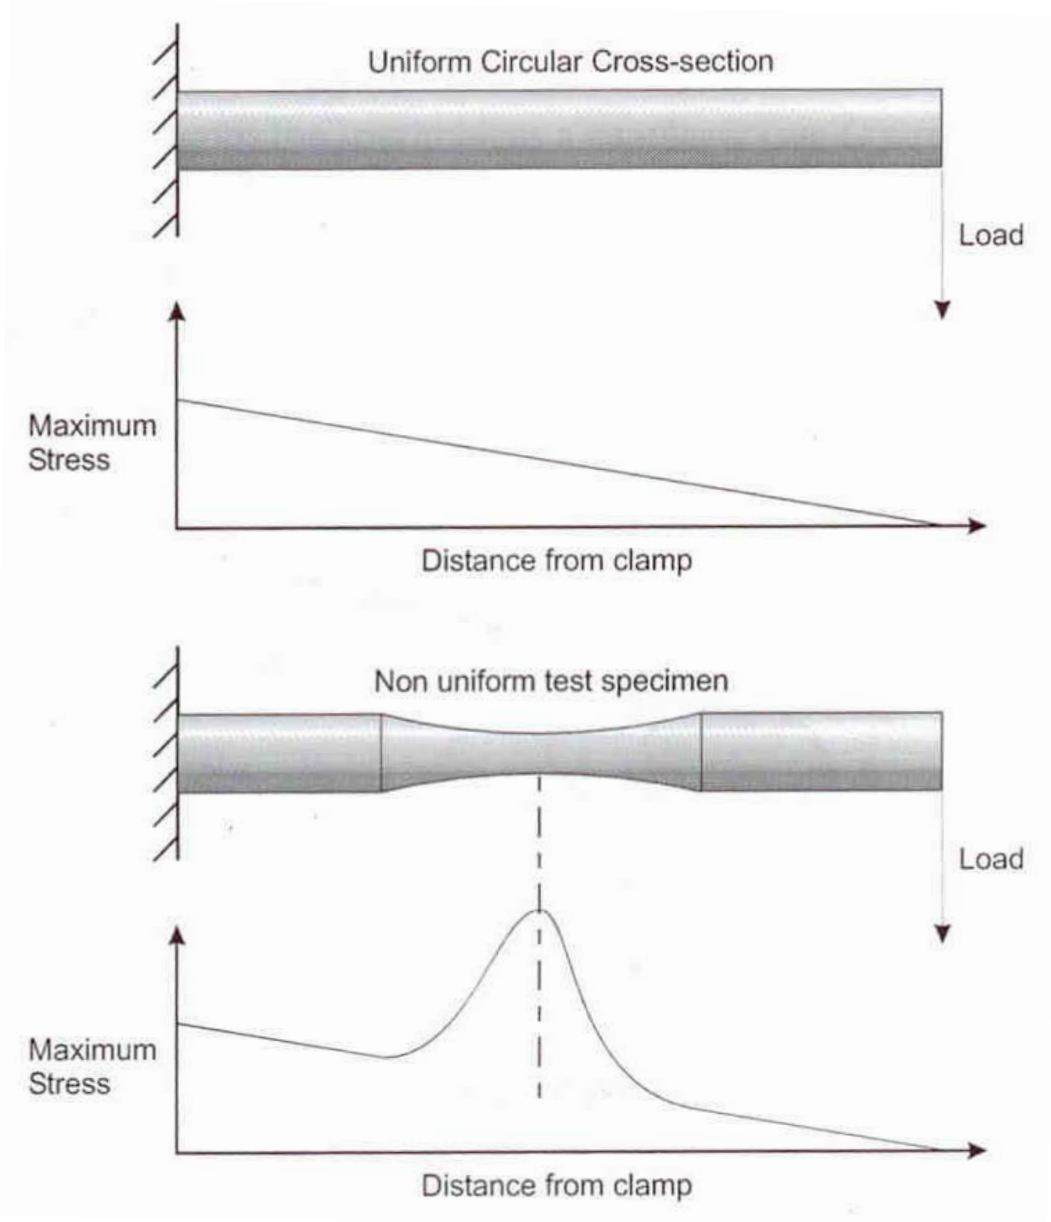 Uniform Circular Cross-section
Load
Maximum
Stress
Distance from clamp
Non uniform test specimen
Load
Maximum
Stress
Distance from clamp